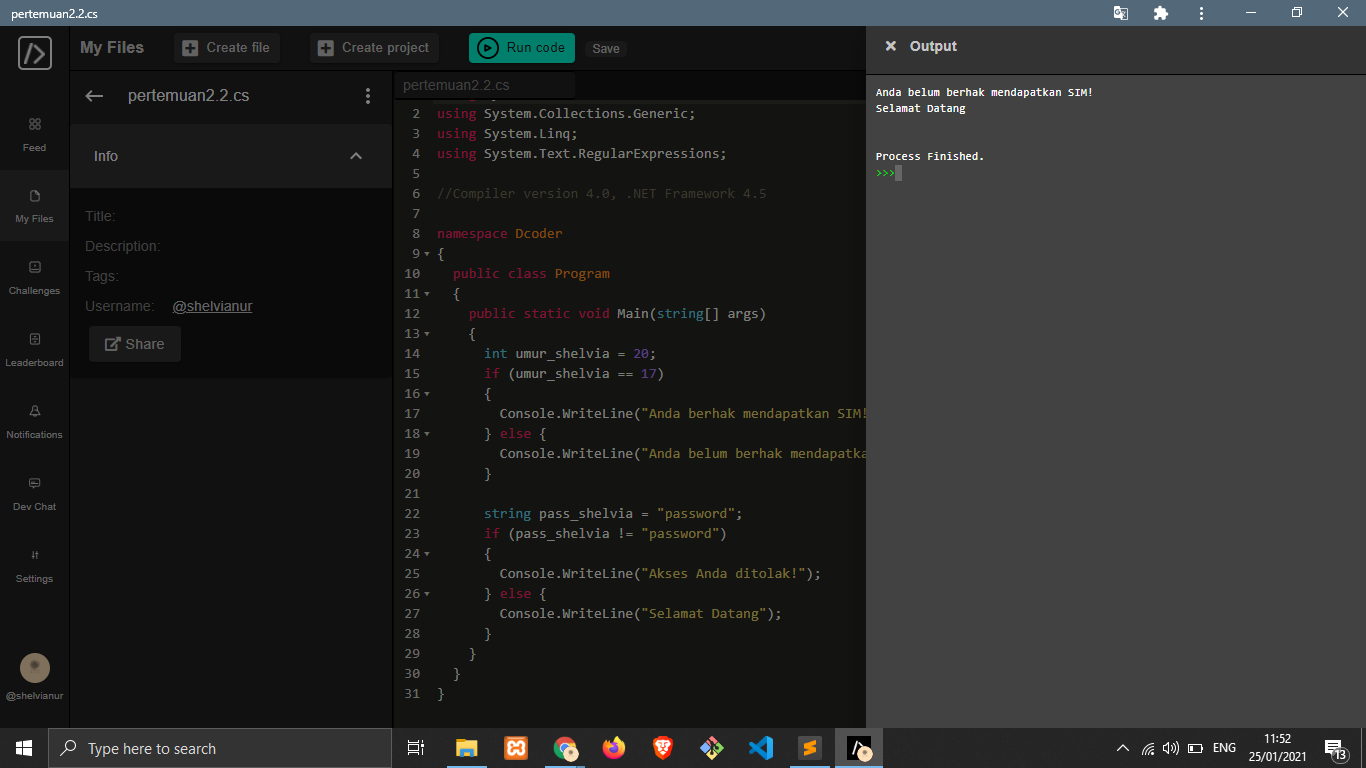 pertemuan2.2.cs
My Files
Create file
Create project
Run code
Save
Output
Feed
My Files
Challenges
Leaderboard
Notifications
Dev Chat
Settings
@shelvianur
pertemuan2.2.cs
Info
Title:
Description:
Tags:
Username: @shelvianur
Share
pertemuan2.2.cs
2 using System.Collections.Generic;
3 using System.Linq;
4 using System.Text.RegularExpressions;
5
6 //Compiler version 4.0, .NET Framework 4.5
7
8 namespace Dcoder
9 {
10 public class Program
11 {
12 public static void Main(string[] args)
13 {
14 int umur_shelvia = 20;
15 if (umur_shelvia == 17)
16 {
17 Console.WriteLine("Anda berhak mendapatkan SIM!
18 } else {
19 Console.WriteLine("Anda belum berhak mendapatka
20 }
21
22 string pass_shelvia = "password";
23 if (pass_shelvia != "password")
24 {
25 Console.WriteLine("Akses Anda ditolak!");
26 } else {
27 Console.WriteLine("Selamat Datang");
28 }
29 }
30 }
31 }
Anda belum berhak mendapatkan SIM!
Selamat Datang
Process Finished.
>>>
Type here to search
ENG
11:52
25/01/2021
13